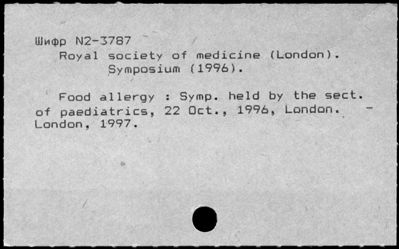 Шифр N2-3787
Royal society of medicine (London).
Symposium (1996).
Food allergy : Symp. held by the sect.
of paediatrics, 22 Oct., 1996, London. -
London, 1997.